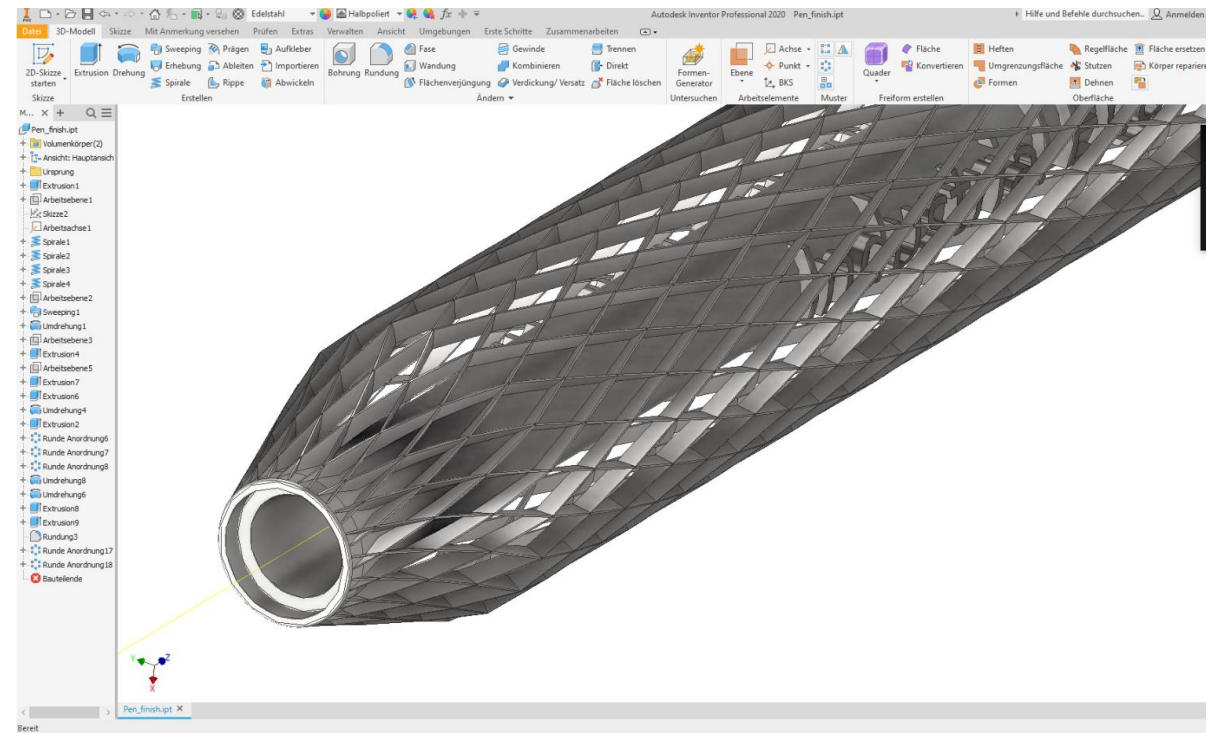 Edelstahl Halbpoliert Autodesk Inventor Professional 2020 Pen_finish.ipt Hilfe und Befehle durchsuchen... Anmelden
Datei 3D-Modell Skizze Mit Anmerkung versehen Prüfen Extras Verwalten Ansicht Umgebungen Erste Schritte Zusammenarbeiten
2D-Skizze starten Extrusion Drehung Sweeping Prägen Aufkleber Bohrung Rundung Fase Gewinde Trennen Formen-Generator Ebene Achse Quader Fläche Heften Regelfläche Fläche ersetzen
Erhebung Ableiten Importieren Wandung Kombinieren Direkt Punkt Konvertieren Umgrenzungsfläche Stutzen Körper reparieren
Spirale Rippe Abwickeln Flächenverjüngung Verdickung/ Versatz Fläche löschen BKS Formen Dehnen
Skizze Erstellen Ändern Untersuchen Arbeitselemente Muster Freiform erstellen Oberfläche
M...
Pen_finish.ipt
Volumenkörper(2)
Ansicht: Hauptansich
Ursprung
Extrusion1
Arbeitsebene1
Skizze2
Arbeitsachse1
Spirale1
Spirale2
Spirale3
Spirale4
Arbeitsebene2
Sweeping1
Umdrehung1
Arbeitsebene3
Extrusion4
Arbeitsebene5
Extrusion7
Extrusion6
Umdrehung4
Extrusion2
Runde Anordnung6
Runde Anordnung7
Runde Anordnung8
Umdrehung8
Umdrehung6
Extrusion8
Extrusion9
Rundung3
Runde Anordnung17
Runde Anordnung18
Bauteilende
Y Z
X
Pen_finish.ipt
Bereit